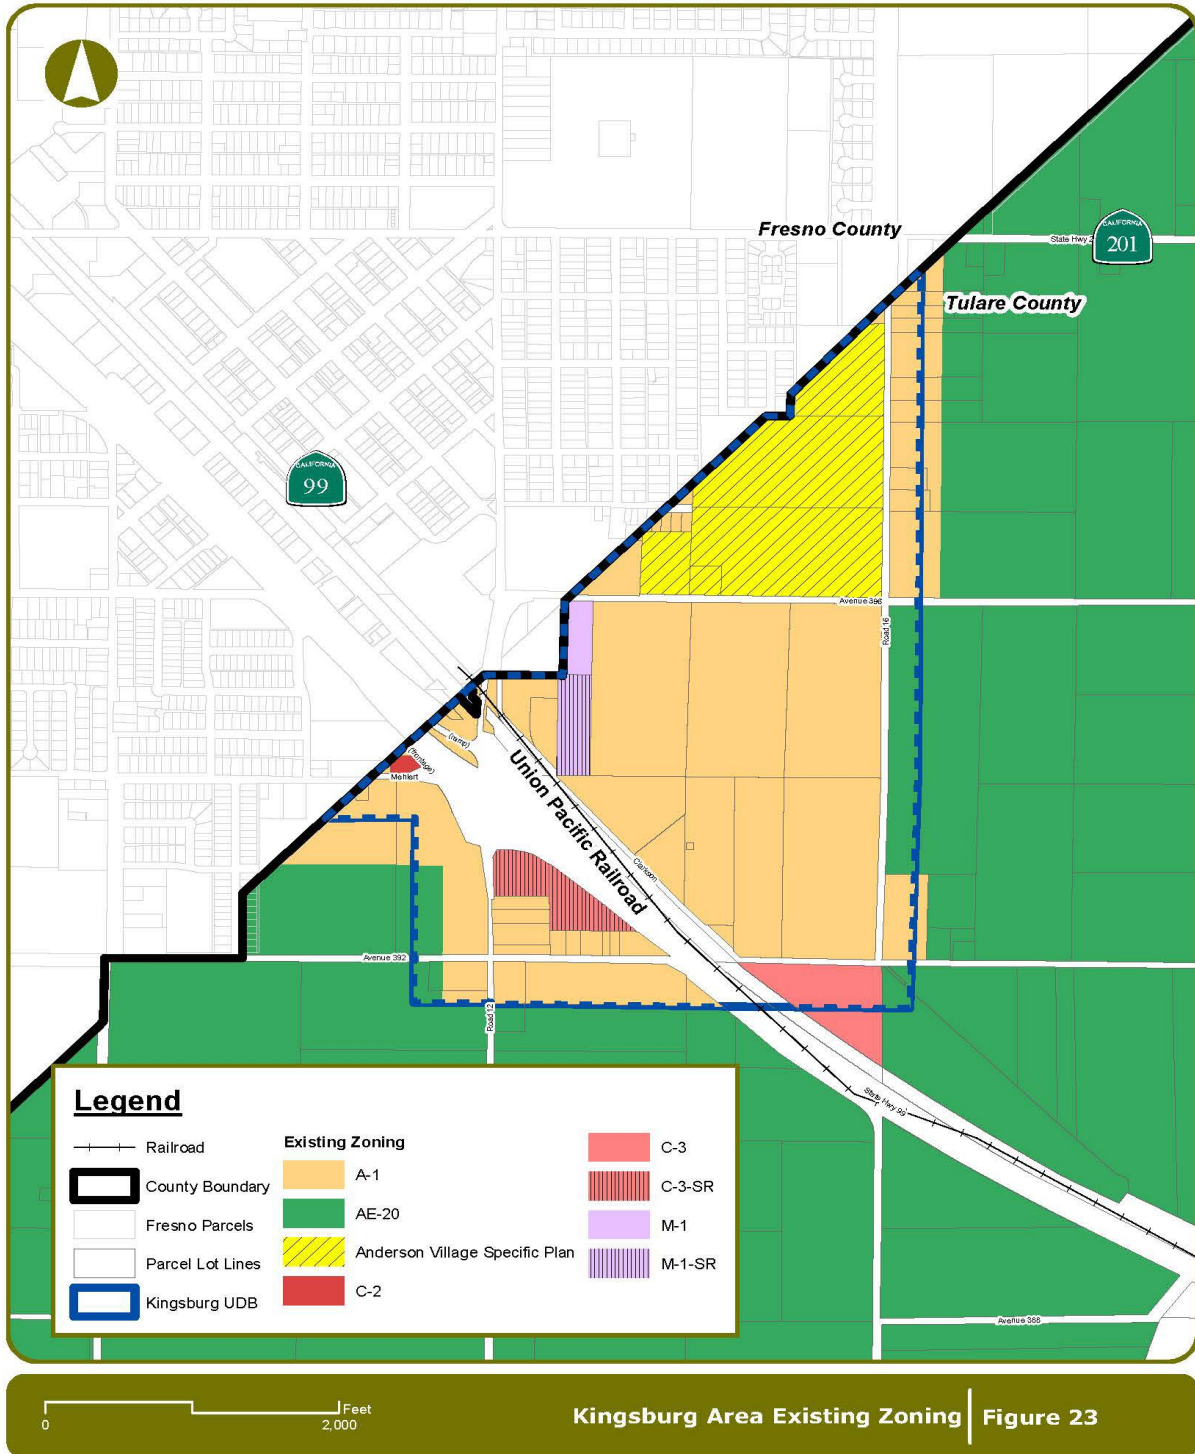 Fresno County
State Hwy 2
CALIFORNIA
201
Tulare County
CALIFORNIA
99
Avenue 396
Road 16
(ramp)
(frontage)
Mehlert
Union Pacific Railroad
Clarkson
Avenue 392
Road 12
State Hwy 99
Avenue 388
Legend
Railroad
County Boundary
Fresno Parcels
Parcel Lot Lines
Kingsburg UDB
Existing Zoning
A-1
AE-20
Anderson Village Specific Plan
C-2
C-3
C-3-SR
M-1
M-1-SR
Feet
0
2,000
Kingsburg Area Existing Zoning
Figure 23